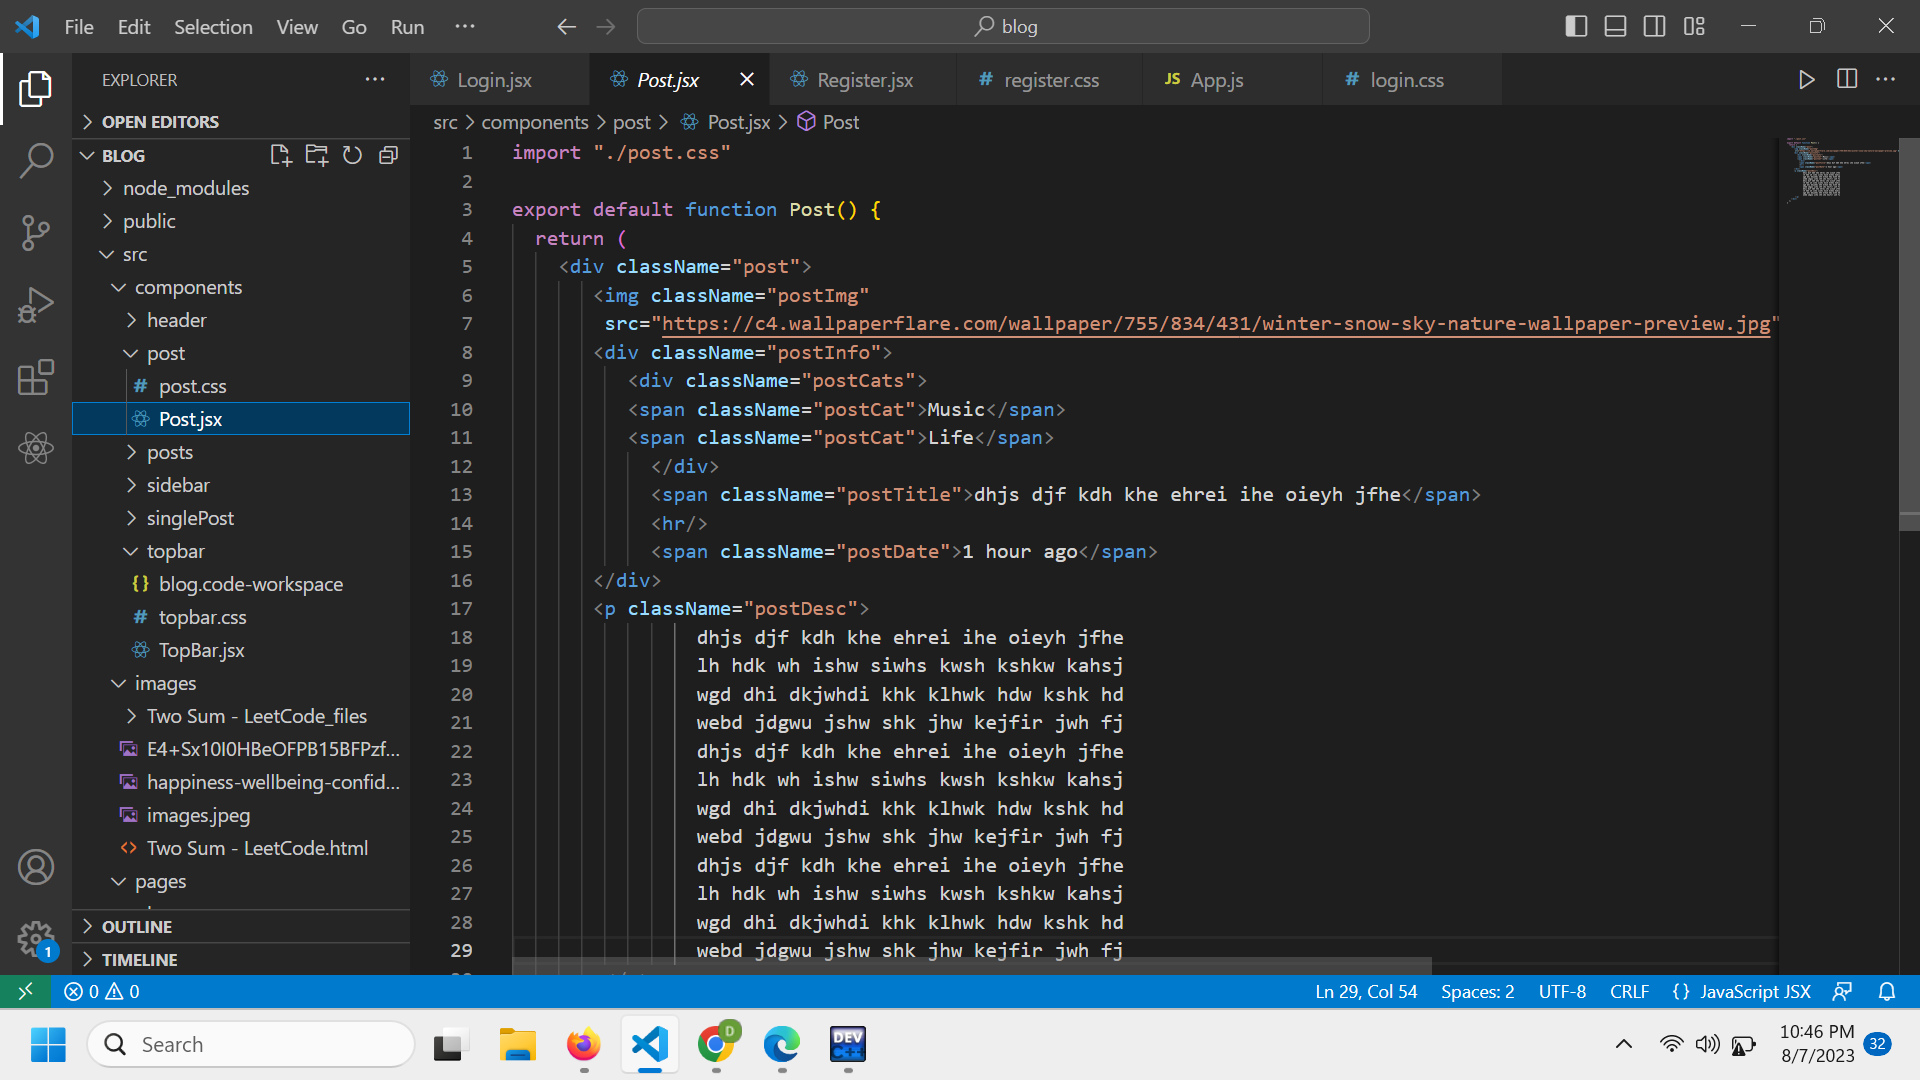 File Edit Selection View Go Run ···
blog
EXPLORER
OPEN EDITORS
BLOG
node_modules
public
src
components
header
post
# post.css
Post.jsx
posts
sidebar
singlePost
topbar
{} blog.code-workspace
# topbar.css
TopBar.jsx
images
Two Sum - LeetCode_files
E4+Sx10I0HBeOFPB15BFPzf...
happiness-wellbeing-confid...
images.jpeg
<> Two Sum - LeetCode.html
pages
OUTLINE
TIMELINE
1
Login.jsx Post.jsx Register.jsx # register.css JS App.js # login.css
src > components > post > Post.jsx > Post
1 import "./post.css"
2
3 export default function Post() {
4 return (
5 <div className="post">
6 <img className="postImg"
7 src="https://c4.wallpaperflare.com/wallpaper/755/834/431/winter-snow-sky-nature-wallpaper-preview.jpg"
8 <div className="postInfo">
9 <div className="postCats">
10 <span className="postCat">Music</span>
11 <span className="postCat">Life</span>
12 </div>
13 <span className="postTitle">dhjs djf kdh khe ehrei ihe oieyh jfhe</span>
14 <hr/>
15 <span className="postDate">1 hour ago</span>
16 </div>
17 <p className="postDesc">
18 dhjs djf kdh khe ehrei ihe oieyh jfhe
19 lh hdk wh ishw siwhs kwsh kshkw kahsj
20 wgd dhi dkjwhdi khk klhwk hdw kshk hd
21 webd jdgwu jshw shk jhw kejfir jwh fj
22 dhjs djf kdh khe ehrei ihe oieyh jfhe
23 lh hdk wh ishw siwhs kwsh kshkw kahsj
24 wgd dhi dkjwhdi khk klhwk hdw kshk hd
25 webd jdgwu jshw shk jhw kejfir jwh fj
26 dhjs djf kdh khe ehrei ihe oieyh jfhe
27 lh hdk wh ishw siwhs kwsh kshkw kahsj
28 wgd dhi dkjwhdi khk klhwk hdw kshk hd
29 webd jdgwu jshw shk jhw kejfir jwh fj
0 0 Ln 29, Col 54 Spaces: 2 UTF-8 CRLF {} JavaScript JSX
Search
D
DEV
C++
10:46 PM
8/7/2023
32